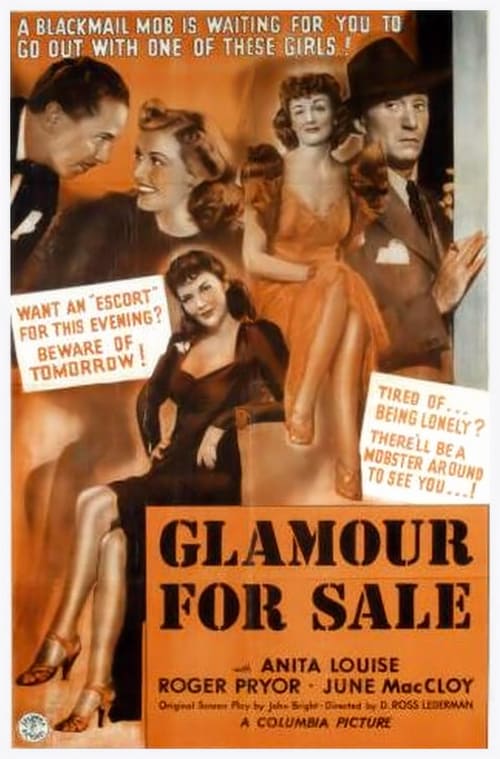 A BLACKMAIL MOB IS WAITING FOR YOU TO
GO OUT WITH ONE OF THESE GIRLS..!
WANT AN "ESCORT"
FOR THIS EVENING?
BEWARE OF
TOMORROW!
TIRED OF...
BEING LONELY?
THERE'LL BE A
MOBSTER AROUND
TO SEE YOU...!
GLAMOUR
FOR SALE
with ANITA LOUISE
ROGER PRYOR · JUNE MacCLOY
Original Screen Play by John Bright · Directed by D. ROSS LEDERMAN
A COLUMBIA PICTURE